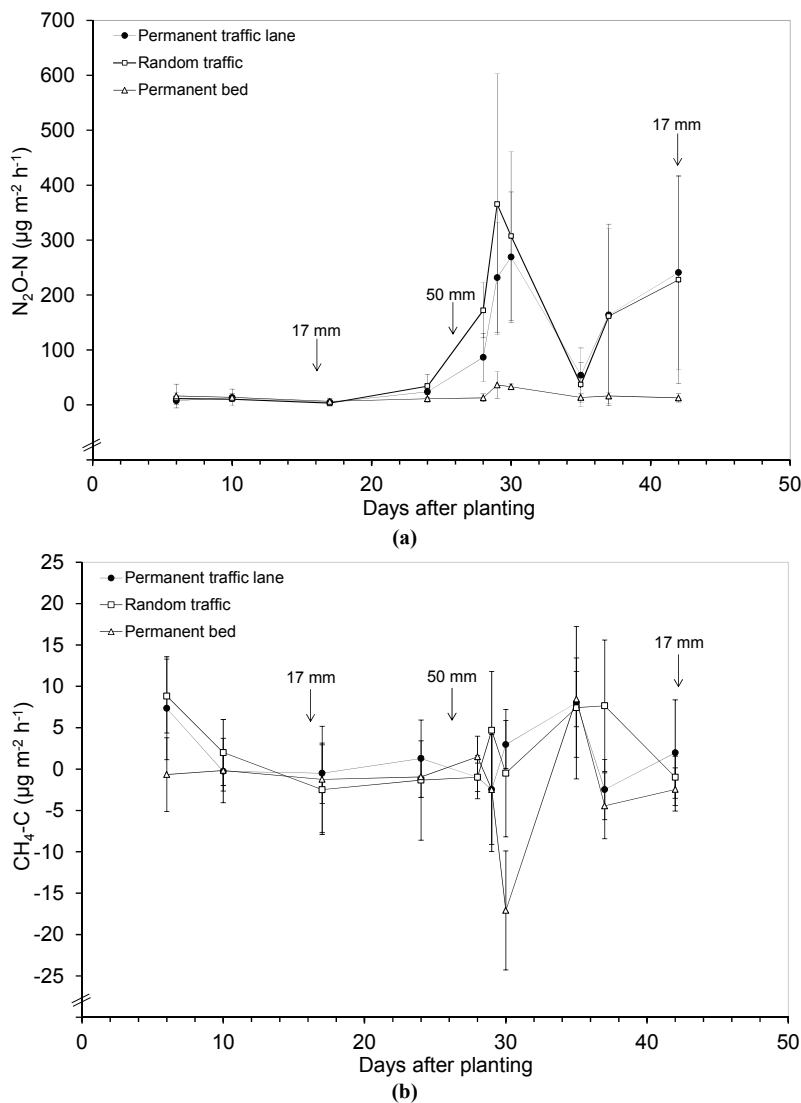 700
600
500
400
300
200
100
0
N₂O-N (µg m⁻² h⁻¹)
Permanent traffic lane
Random traffic
Permanent bed
17 mm
50 mm
17 mm
0 10 20 30 40 50
Days after planting
(a)
25
20
15
10
5
0
-5
-10
-15
-20
-25
CH₄-C (µg m⁻² h⁻¹)
Permanent traffic lane
Random traffic
Permanent bed
17 mm
50 mm
17 mm
0 10 20 30 40 50
Days after planting
(b)